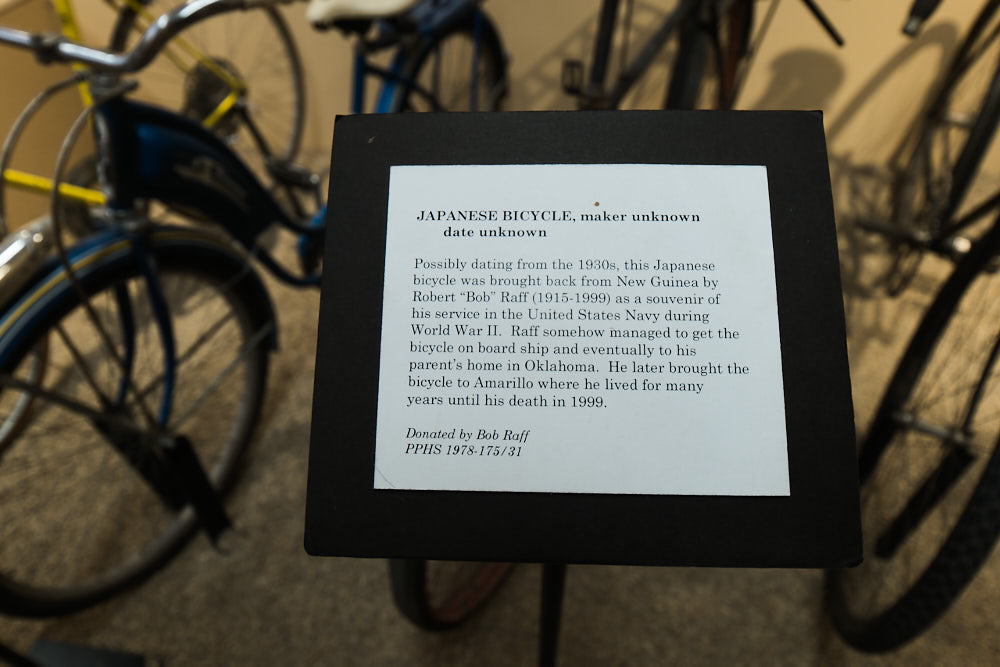 JAPANESE BICYCLE, maker unknown
date unknown
Possibly dating from the 1930s, this Japanese
bicycle was brought back from New Guinea by
Robert “Bob” Raff (1915-1999) as a souvenir of
his service in the United States Navy during
World War II.  Raff somehow managed to get the
bicycle on board ship and eventually to his
parent’s home in Oklahoma.  He later brought the
bicycle to Amarillo where he lived for many
years until his death in 1999.
Donated by Bob Raff
PPHS 1978-175/31